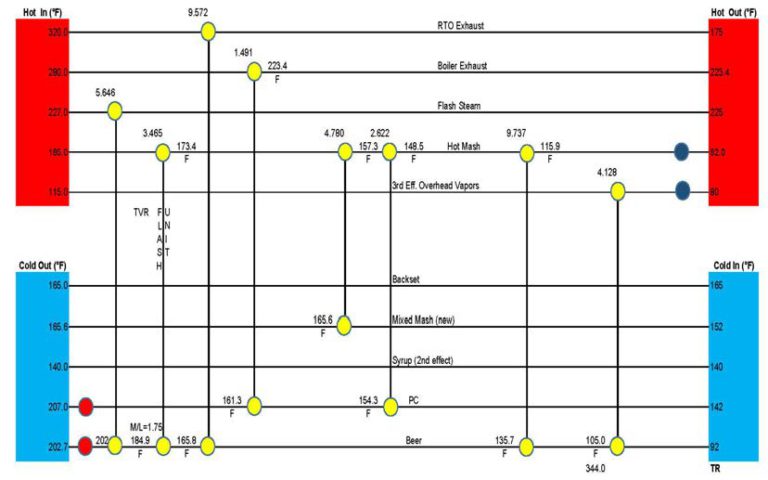 9.572
Hot In (°F)
Hot Out (°F)
RTO Exhaust
320.0
175
1.491
Boiler Exhaust
280.0
223.4
F
223.4
5.646
Flash Steam
227.0
225
3.465
4.780
2.622
9.737
185.0
173.4
F
157.3
F
148.5
F
Hot Mash
115.9
F
92.0
4.128
115.0
3rd Eff. Overhead Vapors
80
TVR
FLASH
UNIT
Cold Out (°F)
Cold In (°F)
165.0
Backset
165
165.6
165.6
F
Mixed Mash (new)
152
140.0
Syrup (2nd effect)
140
207.0
161.3
F
154.3
F
PC
142
M/L=1.75
202.7
202
184.9
F
165.8
F
Beer
135.7
F
105.0
F
92
344.0
TR